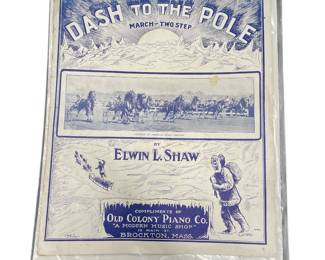 DASH TO THE POLE
MARCH-TWO STEP
BY
ELWIN L. SHAW
COMPLIMENTS OF
OLD COLONY PIANO CO.
"A MODERN MUSIC SHOP"
BROCKTON, MASS.